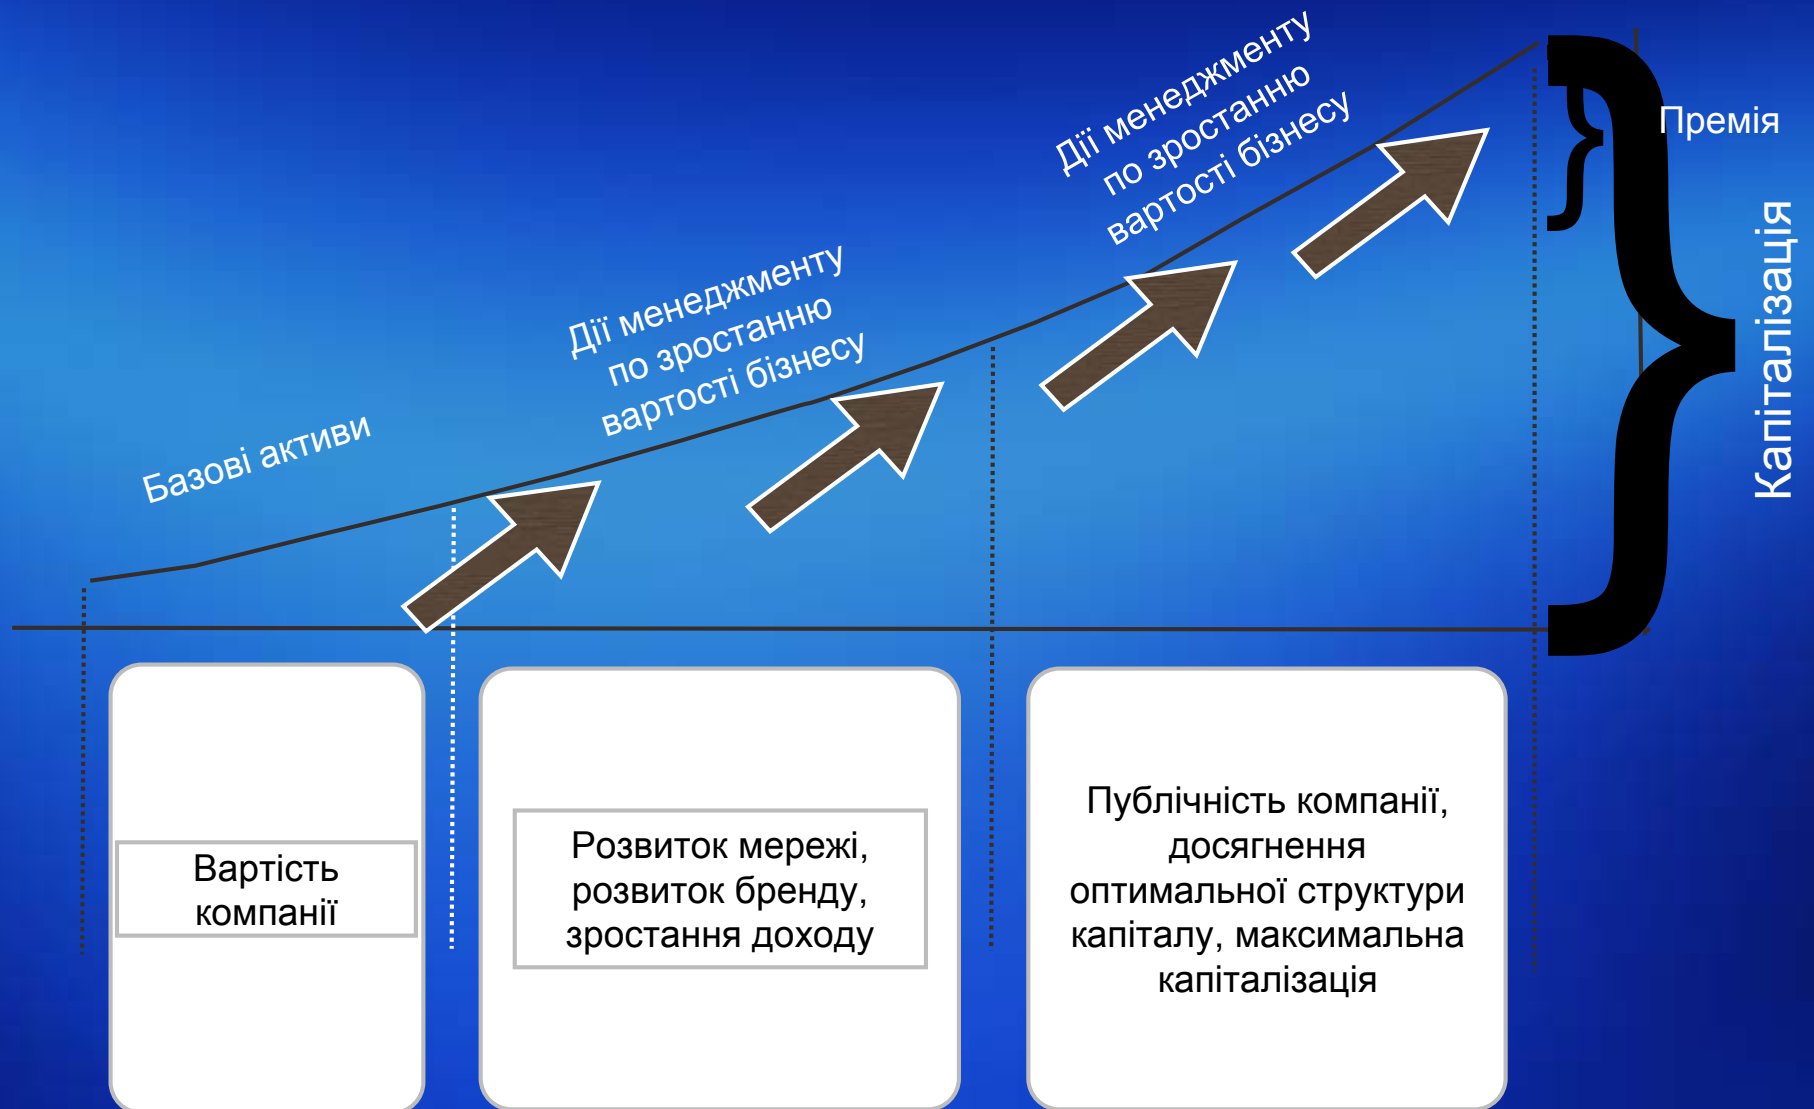 Дії менеджменту
по зростанню
вартості бізнесу
Премія
Капіталізація
Дії менеджменту
по зростанню
вартості бізнесу
Базові активи
Вартість
компанії
Розвиток мережі,
розвиток бренду,
зростання доходу
Публічність компанії,
досягнення
оптимальної структури
капіталу, максимальна
капіталізація